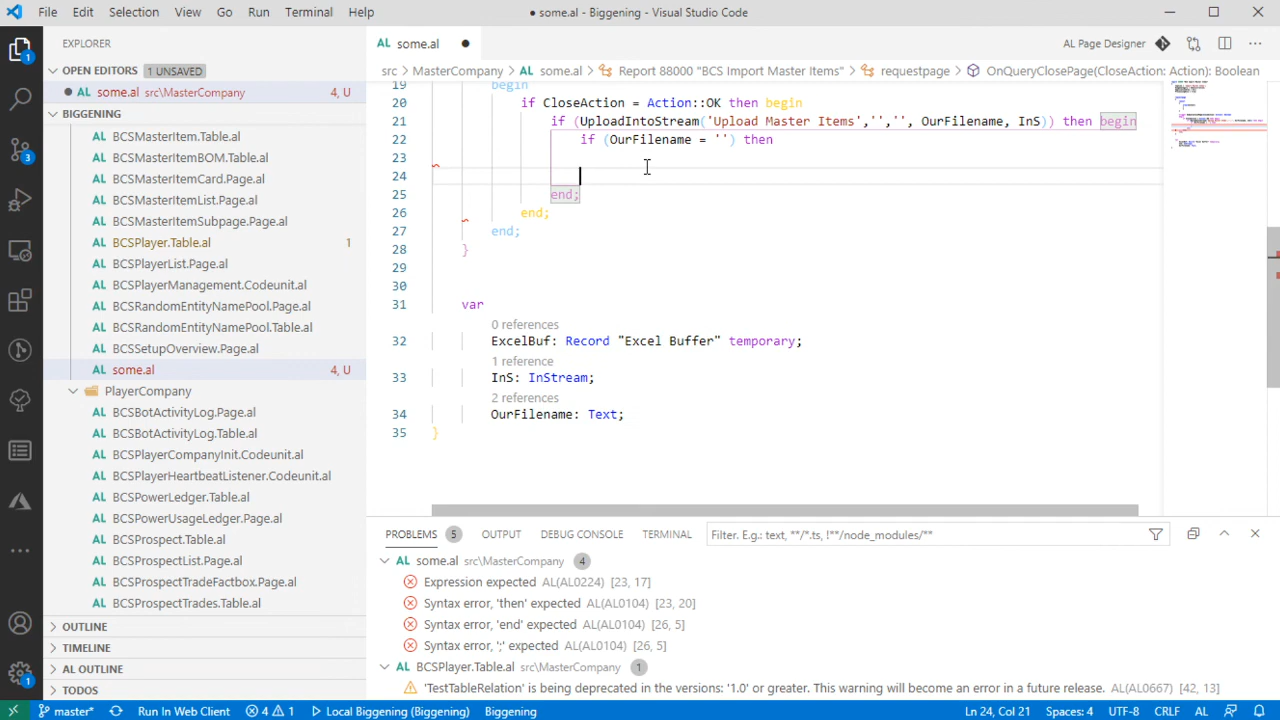 File Edit Selection View Go Run Terminal Help
● some.al - Biggening - Visual Studio Code
EXPLORER
OPEN EDITORS 1 UNSAVED
● AL some.al src\MasterCompany 4, U
BIGGENING
AL BCSMasterItem.Table.al
AL BCSMasterItemBOM.Table.al
AL BCSMasterItemCard.Page.al
AL BCSMasterItemList.Page.al
AL BCSMasterItemSubpage.Page.al
AL BCSPlayer.Table.al 1
AL BCSPlayerList.Page.al
AL BCSPlayerManagement.Codeunit.al
AL BCSRandomEntityNamePool.Page.al
AL BCSRandomEntityNamePool.Table.al
AL BCSSetupOverview.Page.al
AL some.al 4, U
PlayerCompany
AL BCSBotActivityLog.Page.al
AL BCSBotActivityLog.Table.al
AL BCSPlayerCompanyInit.Codeunit.al
AL BCSPlayerHeartbeatListener.Codeunit.al
AL BCSPowerLedger.Table.al
AL BCSPowerUsageLedger.Page.al
AL BCSProspect.Table.al
AL BCSProspectList.Page.al
AL BCSProspectTradeFactbox.Page.al
AL BCSProspectTrades.Table.al
OUTLINE
TIMELINE
AL OUTLINE
TODOS
AL some.al ●
AL Page Designer
src > MasterCompany > AL some.al > Report 88000 "BCS Import Master Items" > requestpage > OnQueryClosePage(CloseAction: Action): Boolean
19 begin
20 if CloseAction = Action::OK then begin
21 if (UploadIntoStream('Upload Master Items','','', OurFilename, InS)) then begin
22 if (OurFilename = '') then
23
24
25 end;
26 end;
27 end;
28 }
29
30
31 var
0 references
32 ExcelBuf: Record "Excel Buffer" temporary;
1 reference
33 InS: InStream;
2 references
34 OurFilename: Text;
35 }
PROBLEMS 5 OUTPUT DEBUG CONSOLE TERMINAL Filter. E.g.: text, **/*.ts, !**/node_modules/**
AL some.al src\MasterCompany 4
Expression expected AL(AL0224) [23, 17]
Syntax error, 'then' expected AL(AL0104) [23, 20]
Syntax error, 'end' expected AL(AL0104) [26, 5]
Syntax error, ';' expected AL(AL0104) [26, 5]
AL BCSPlayer.Table.al src\MasterCompany 1
'TestTableRelation' is being deprecated in the versions: '1.0' or greater. This warning will become an error in a future release. AL(AL0667) [42, 13]
1
3
1
master* Run In Web Client 4 1 Local Biggening (Biggening) Biggening Ln 24, Col 21 Spaces: 4 UTF-8 CRLF AL